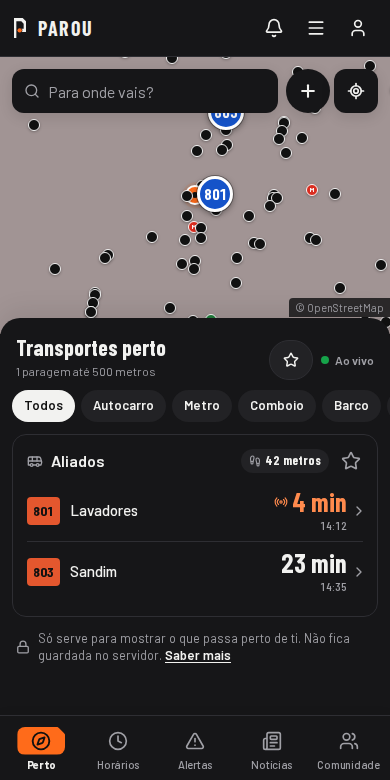 PAROU
Para onde vais?
803
801
H
H
© OpenStreetMap
Transportes perto
1 paragem até 500 metros
Ao vivo
Todos
Autocarro
Metro
Comboio
Barco
Aliados
42 metros
801
Lavadores
4 min
14:12
803
Sandim
23 min
14:35
Só serve para mostrar o que passa perto de ti. Não fica
guardada no servidor. Saber mais
Perto
Horários
Alertas
Notícias
Comunidade